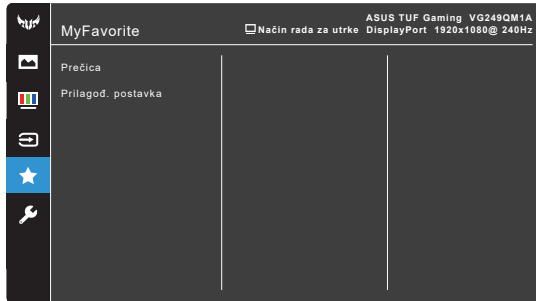 MyFavorite
ASUS TUF Gaming VG249QM1A
Način rada za utrke DisplayPort 1920x1080@ 240Hz
Prečica
Prilagođ. postavka